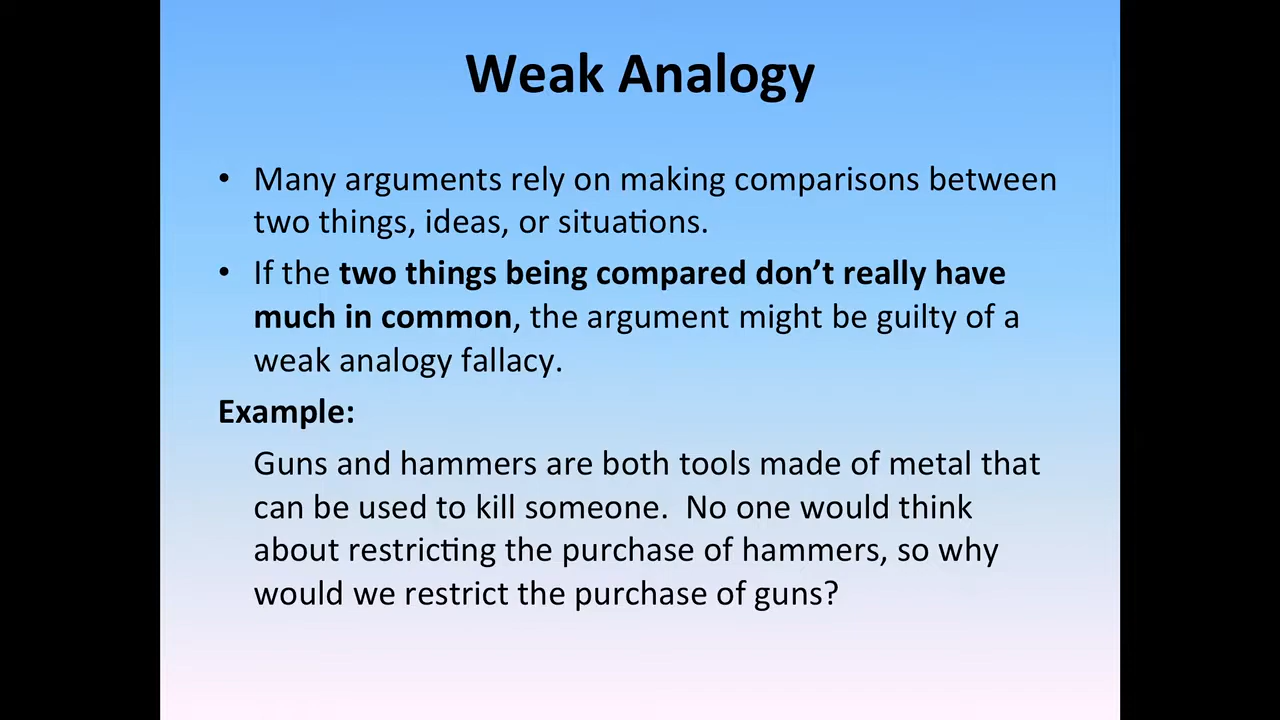 Weak Analogy
• Many arguments rely on making comparisons between
two things, ideas, or situations.
• If the two things being compared don’t really have
much in common, the argument might be guilty of a
weak analogy fallacy.
Example:
Guns and hammers are both tools made of metal that
can be used to kill someone.  No one would think
about restricting the purchase of hammers, so why
would we restrict the purchase of guns?